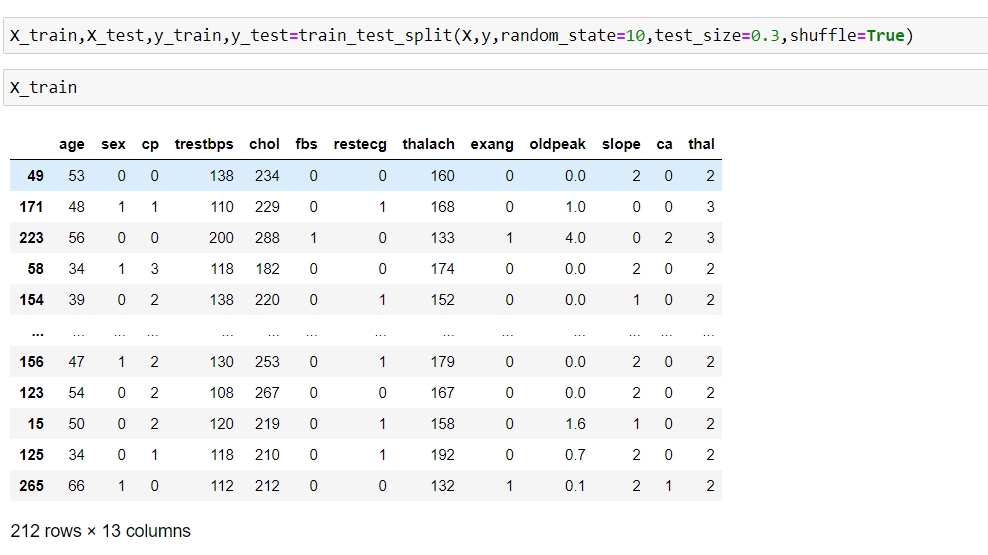 X_train,X_test,y_train,y_test=train_test_split(X,y,random_state=10,test_size=0.3,shuffle=True)
X_train
age sex cp trestbps chol fbs restecg thalach exang oldpeak slope ca thal
49 53 0 0 138 234 0 0 160 0 0.0 2 0 2
171 48 1 1 110 229 0 1 168 0 1.0 0 0 3
223 56 0 0 200 288 1 0 133 1 4.0 0 2 3
58 34 1 3 118 182 0 0 174 0 0.0 2 0 2
154 39 0 2 138 220 0 1 152 0 0.0 1 0 2
... ... ... ... ... ... ... ... ... ... ... ... ... ...
156 47 1 2 130 253 0 1 179 0 0.0 2 0 2
123 54 0 2 108 267 0 0 167 0 0.0 2 0 2
15 50 0 2 120 219 0 1 158 0 1.6 1 0 2
125 34 0 1 118 210 0 1 192 0 0.7 2 0 2
265 66 1 0 112 212 0 0 132 1 0.1 2 1 2
212 rows × 13 columns